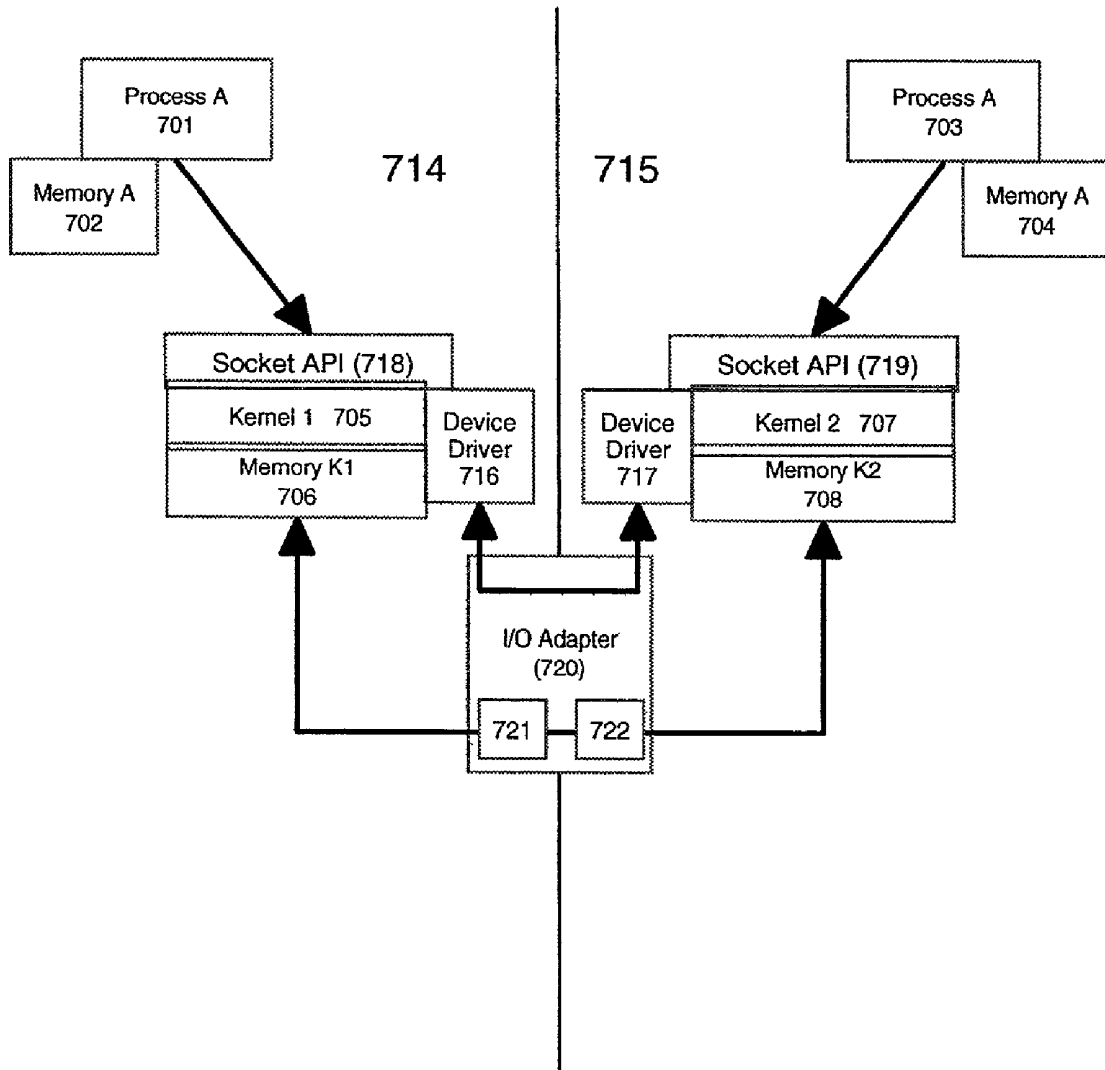 Process A
701
Memory A
702
714
715
Process A
703
Memory A
704
Socket API (718)
Kernel 1 705
Memory K1
706
Device
Driver
716
Socket API (719)
Device
Driver
717
Kernel 2 707
Memory K2
708
I/O Adapter
(720)
721
722